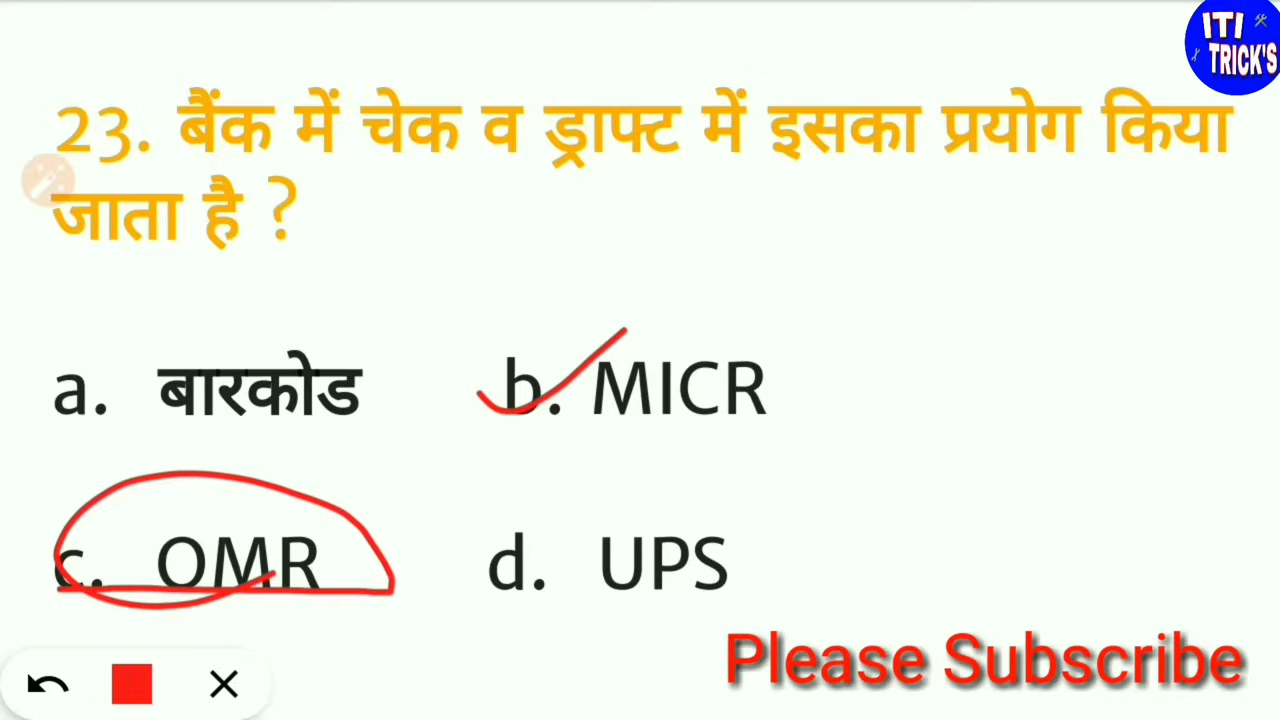 ITI
TRICK'S
23. बैंक में चेक व ड्राफ्ट में इसका प्रयोग किया
जाता है ?
a. बारकोड b. MICR
c. OMR d. UPS
Please Subscribe